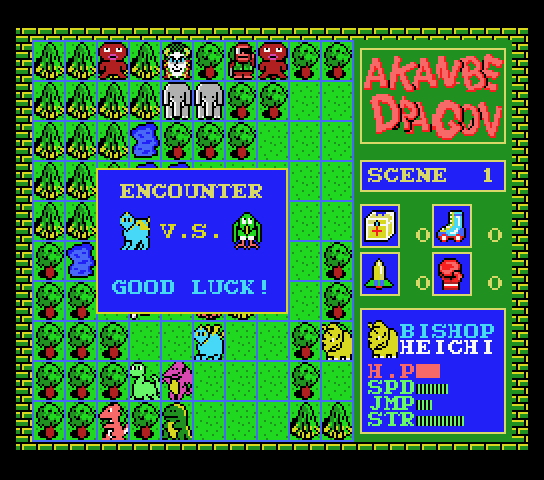 AKANBE
DRAGON
SCENE 1
ENCOUNTER
V.S.
GOOD LUCK!
0 0
0 0
BISHOP
HEICHI
H.P
SPD
JMP
STR